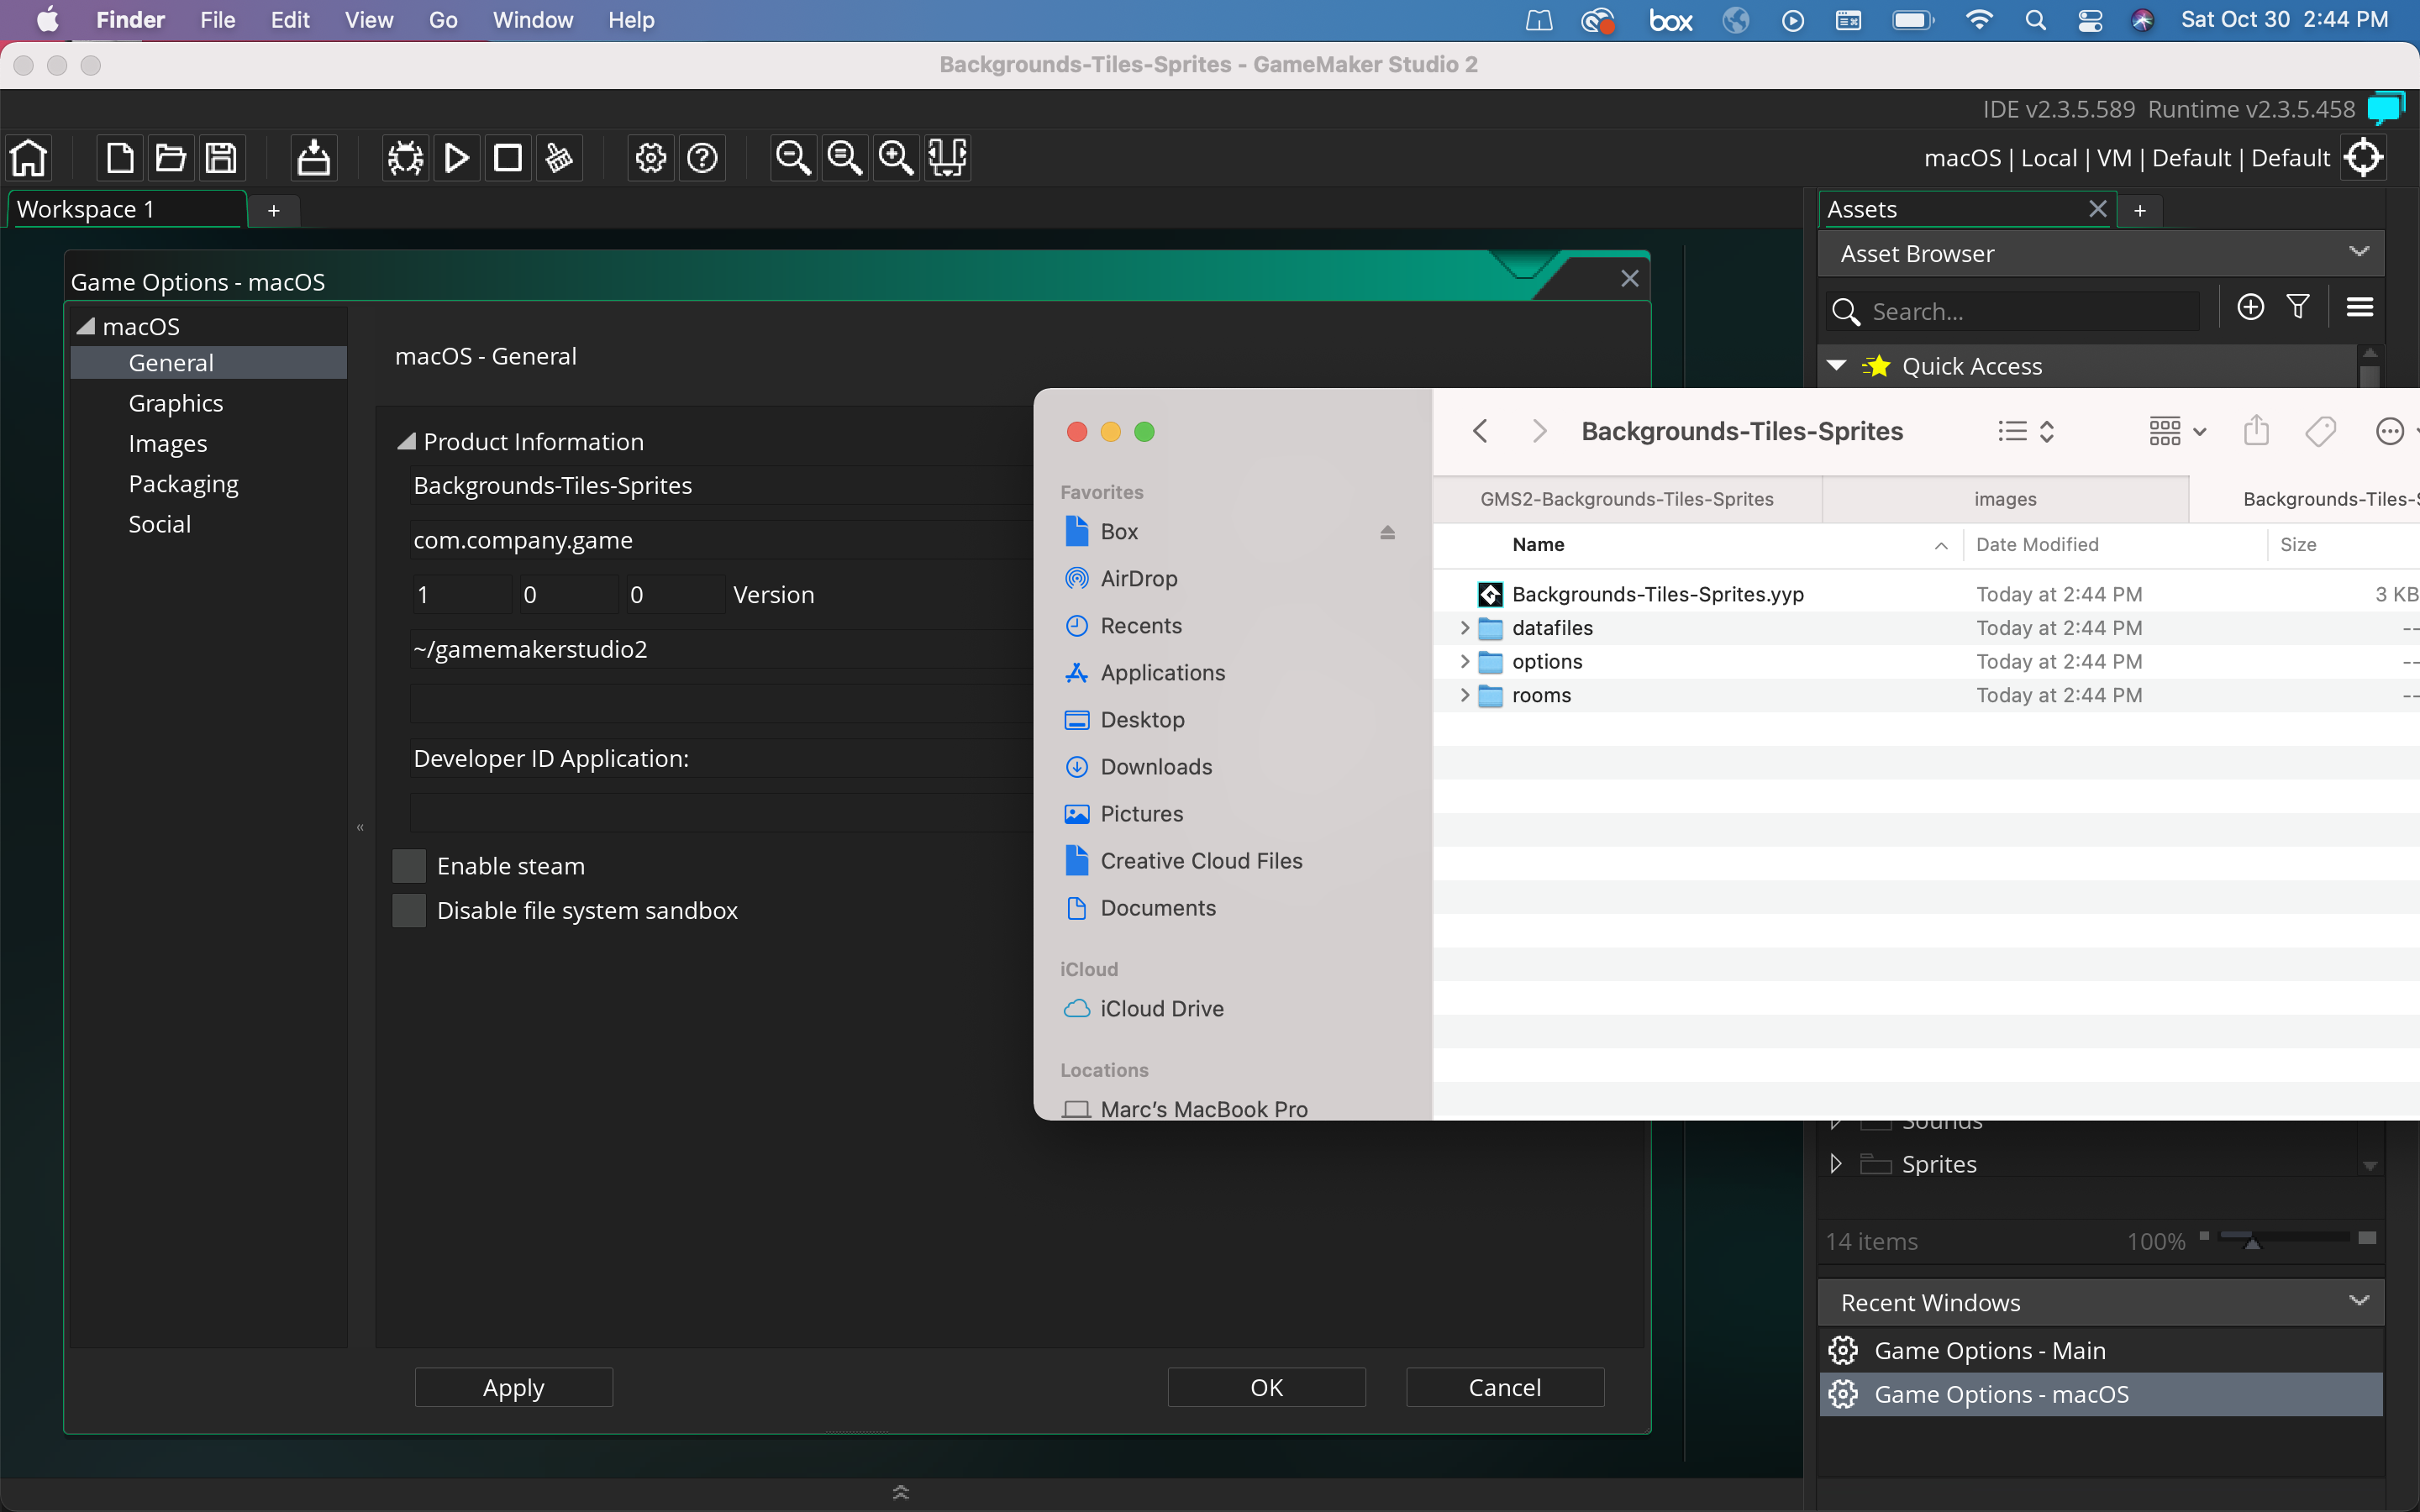 Finder File Edit View Go Window Help box Sat Oct 30 2:44 PM
Backgrounds-Tiles-Sprites - GameMaker Studio 2
IDE v2.3.5.589 Runtime v2.3.5.458
macOS | Local | VM | Default | Default
Workspace 1 +
Assets +
Asset Browser
Search...
Quick Access
Game Options - macOS
macOS
General
Graphics
Images
Packaging
Social
macOS - General
Product Information
Backgrounds-Tiles-Sprites
com.company.game
1 0 0 Version
~/gamemakerstudio2
Developer ID Application:
Enable steam
Disable file system sandbox
Apply OK Cancel
Favorites
Box
AirDrop
Recents
Applications
Desktop
Downloads
Pictures
Creative Cloud Files
Documents
iCloud
iCloud Drive
Locations
Marc's MacBook Pro
Backgrounds-Tiles-Sprites
GMS2-Backgrounds-Tiles-Sprites images Backgrounds-Tiles-S
Name Date Modified Size
Backgrounds-Tiles-Sprites.yyp Today at 2:44 PM 3 KB
datafiles Today at 2:44 PM --
options Today at 2:44 PM --
rooms Today at 2:44 PM --
Sounds
Sprites
14 items 100%
Recent Windows
Game Options - Main
Game Options - macOS